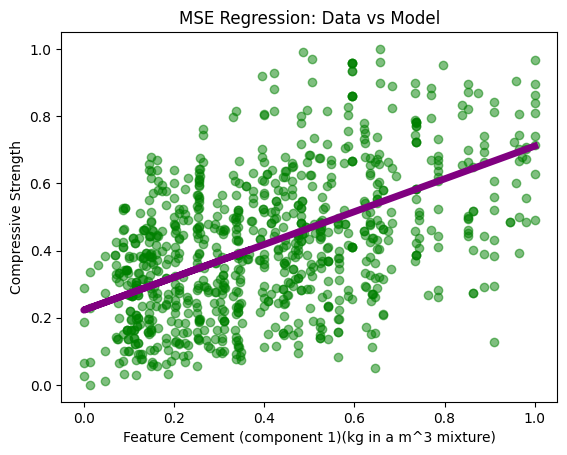 MSE Regression: Data vs Model
1.0
0.8
0.6
0.4
0.2
0.0
Compressive Strength
0.0 0.2 0.4 0.6 0.8 1.0
Feature Cement (component 1)(kg in a m^3 mixture)